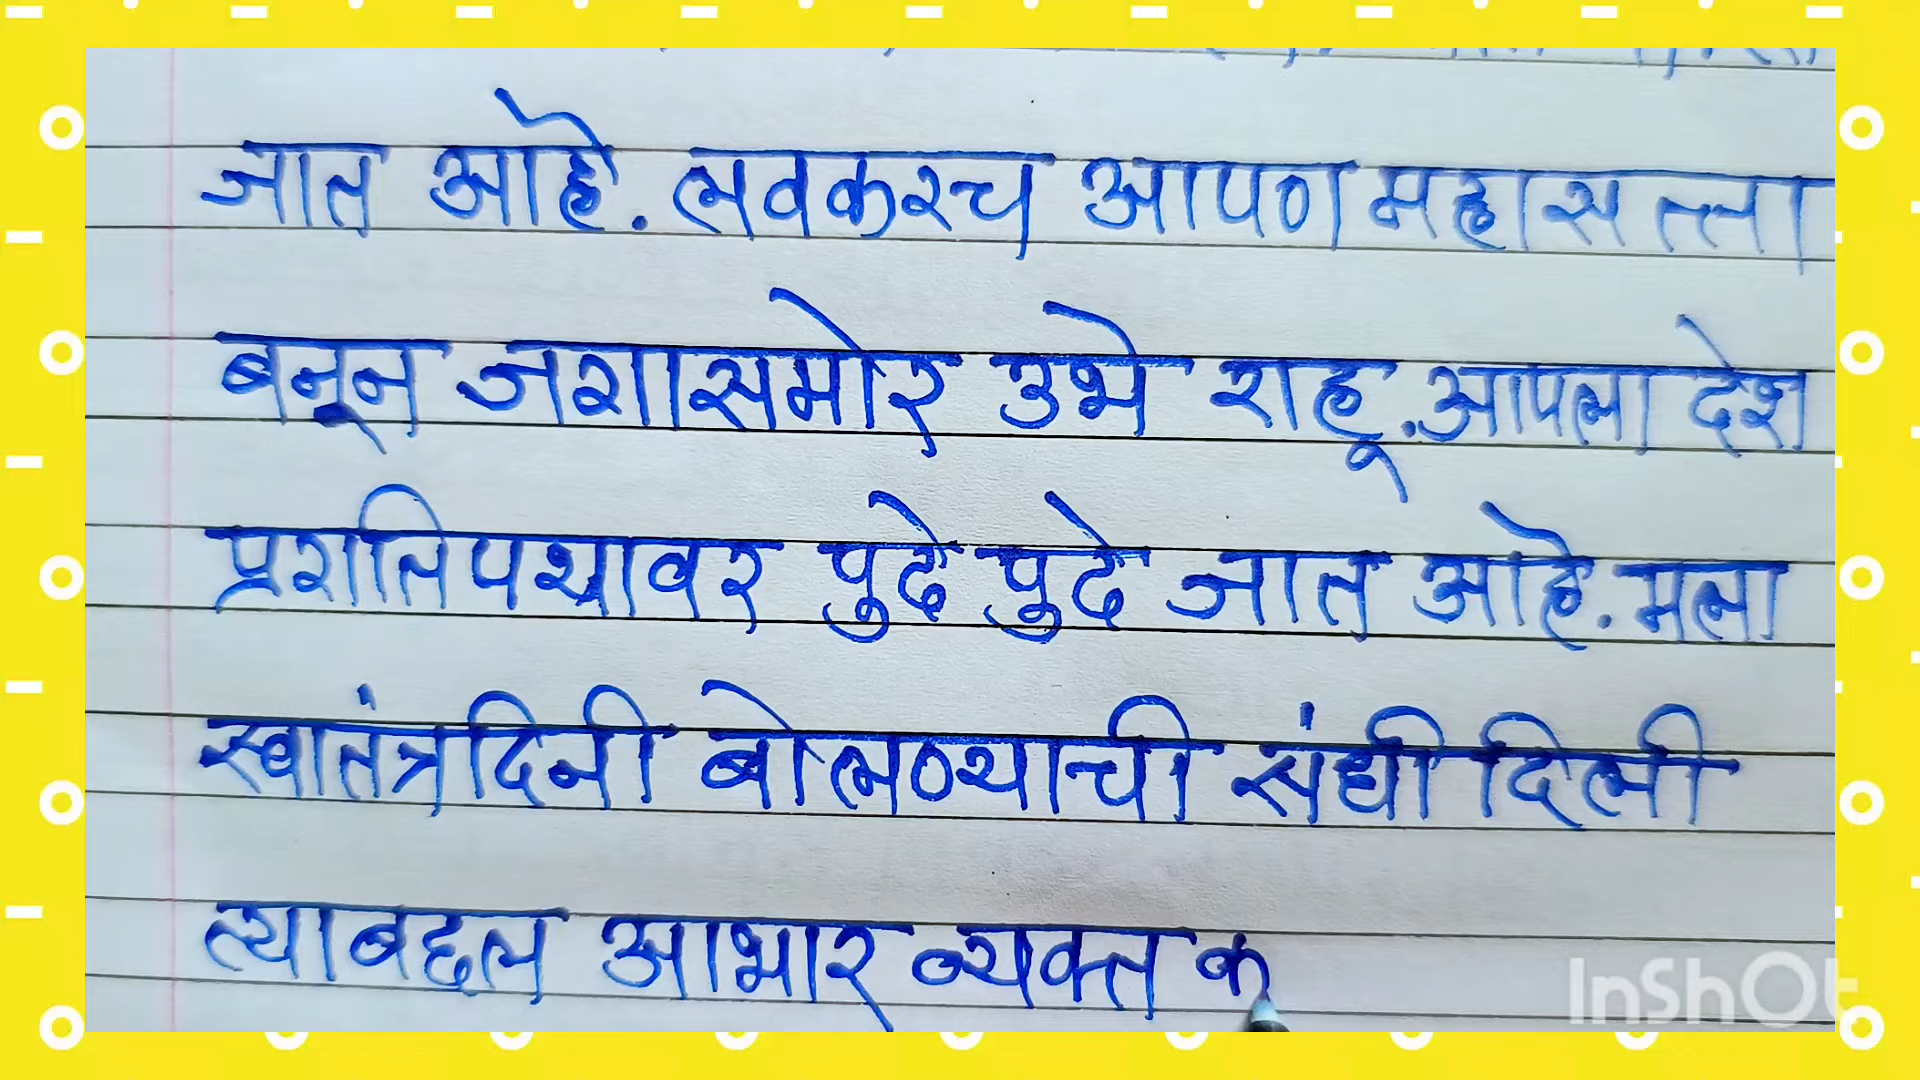 जात आहे. लवकरच आपण महासत्ता
बनून जगासमोर उभे राहू. आपला देश
प्रगतिपथावर पुढे पुढे जात आहे. मला
स्वातंत्रदिनी बोलण्याची संधी दिली
त्याबद्दल आभार व्यक्त क
InShOt